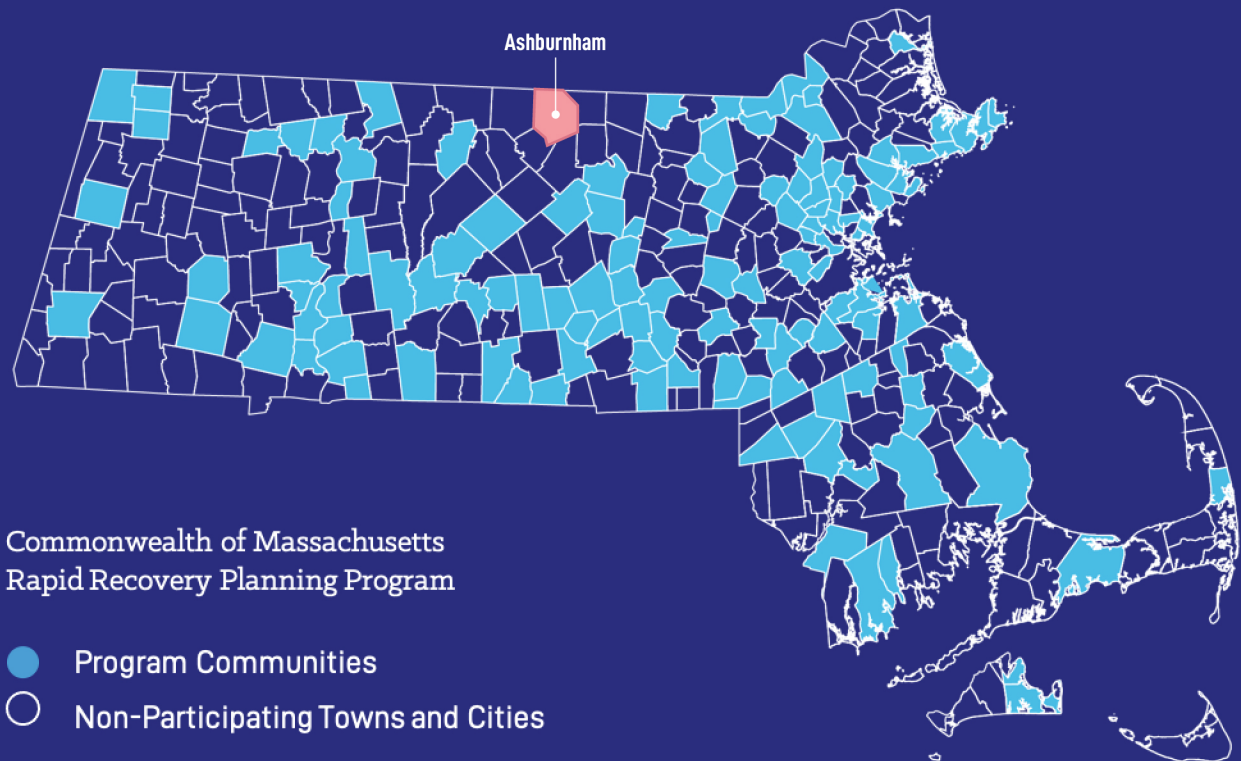 Ashburnham
Commonwealth of Massachusetts
Rapid Recovery Planning Program
Program Communities
Non-Participating Towns and Cities